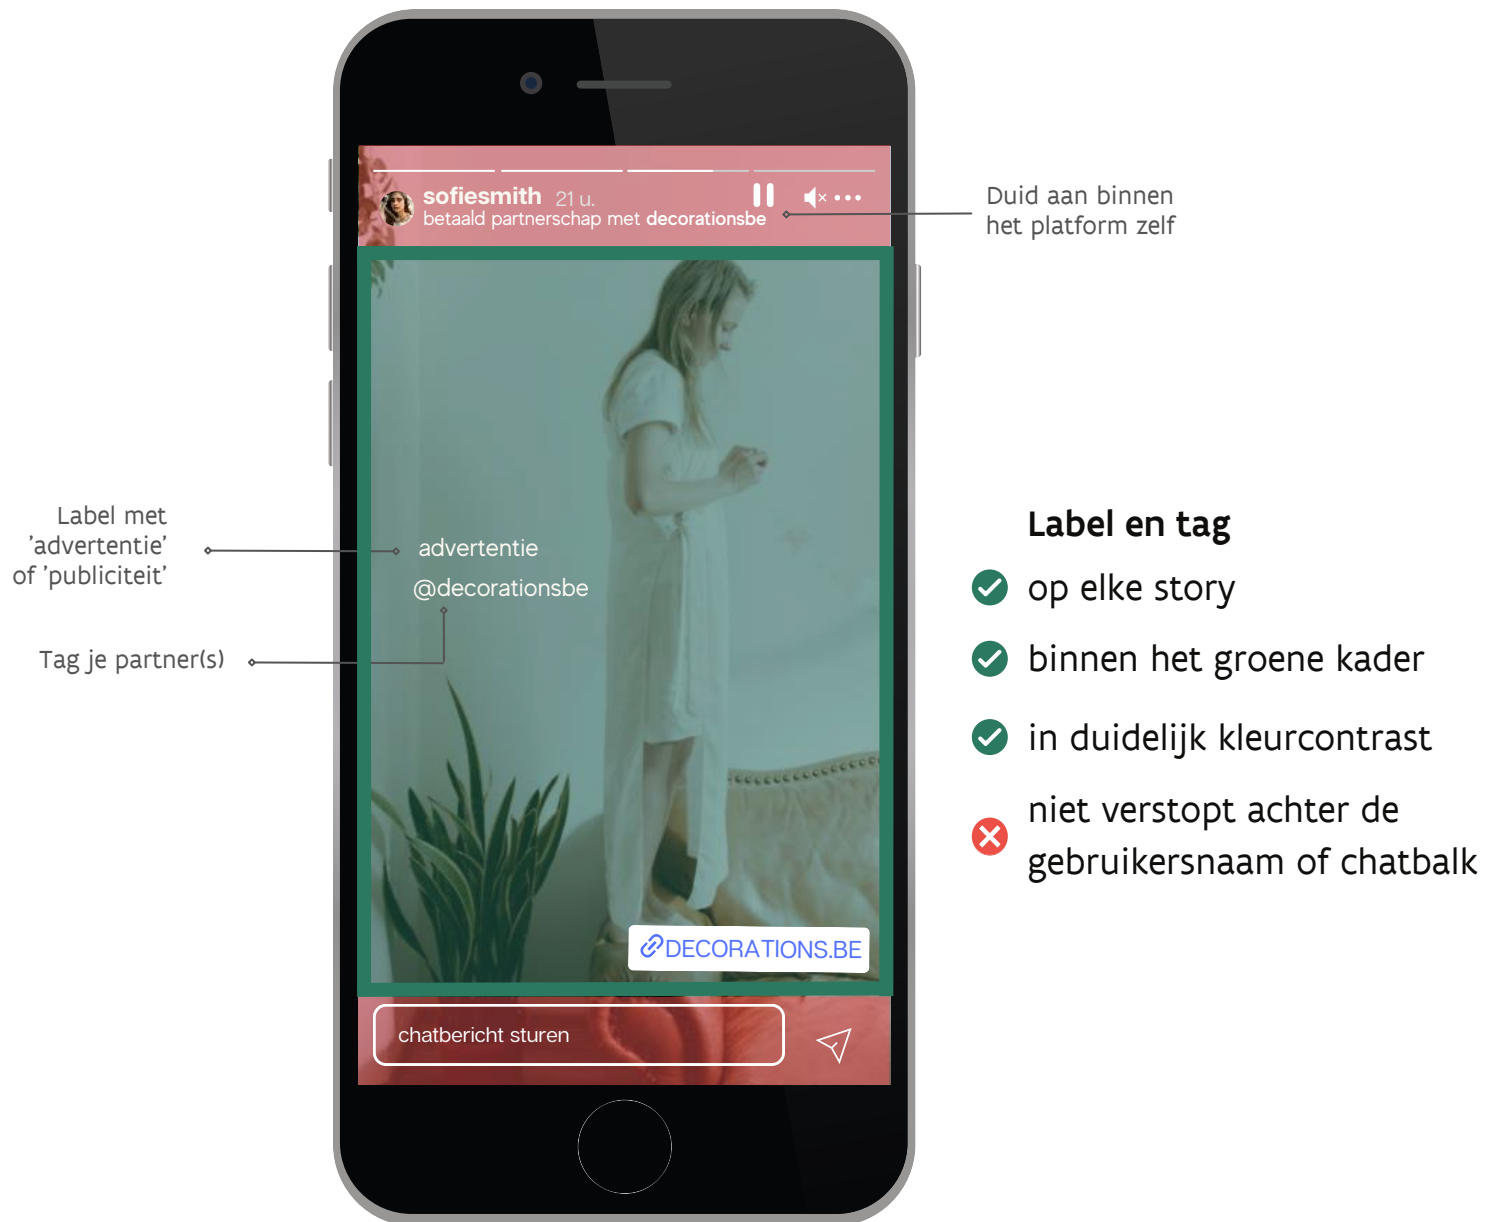 sofiesmith 21 u.
betaald partnerschap met decorationsbe
Duid aan binnen
het platform zelf
Label met
'advertentie'
of 'publiciteit'
advertentie
@decorationsbe
Tag je partner(s)
DECORATIONS.BE
chatbericht sturen
Label en tag
op elke story
binnen het groene kader
in duidelijk kleurcontrast
niet verstopt achter de
gebruikersnaam of chatbalk